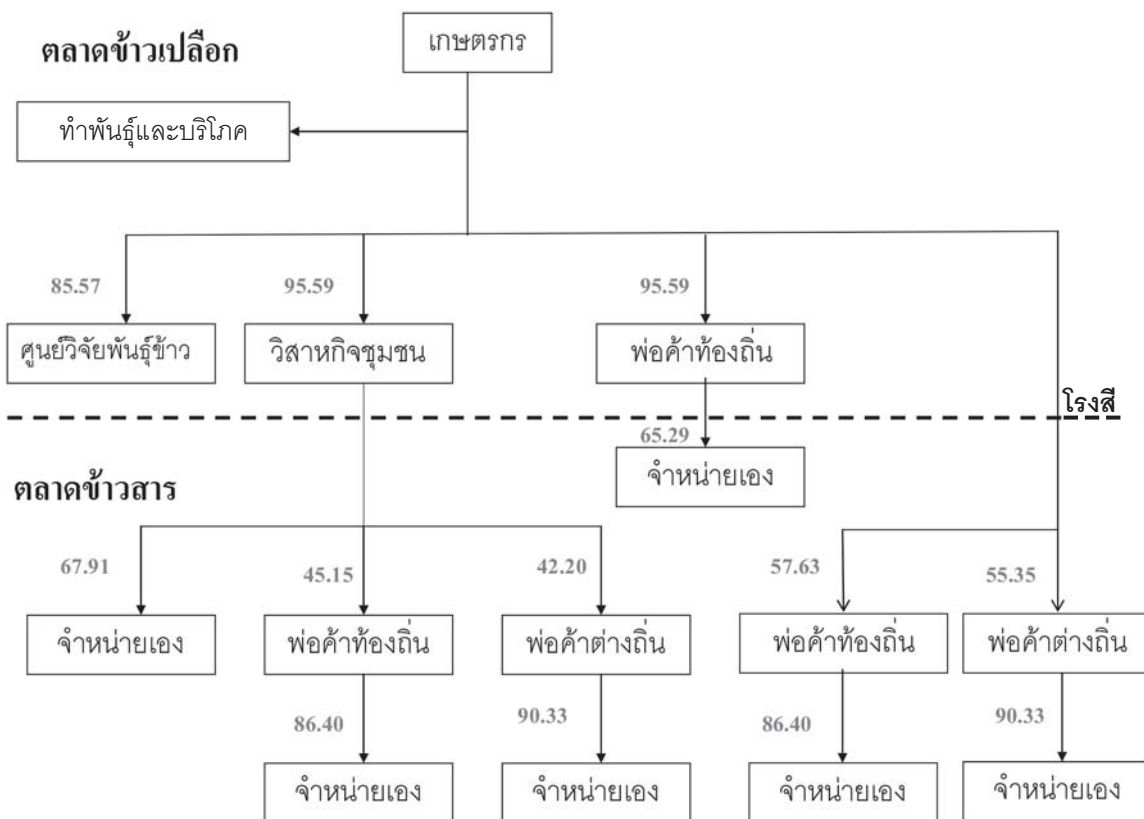 เกษตรกร
ตลาดข้าวเปลือก
ทำพันธุ์และบริโภค
85.57
95.59
95.59
ศูนย์วิจัยพันธุ์ข้าว
วิสาหกิจชุมชน
พ่อค้าท้องถิ่น
โรงสี
65.29
จำหน่ายเอง
ตลาดข้าวสาร
67.91
45.15
42.20
57.63
55.35
จำหน่ายเอง
พ่อค้าท้องถิ่น
พ่อค้าต่างถิ่น
พ่อค้าท้องถิ่น
พ่อค้าต่างถิ่น
86.40
90.33
86.40
90.33
จำหน่ายเอง
จำหน่ายเอง
จำหน่ายเอง
จำหน่ายเอง